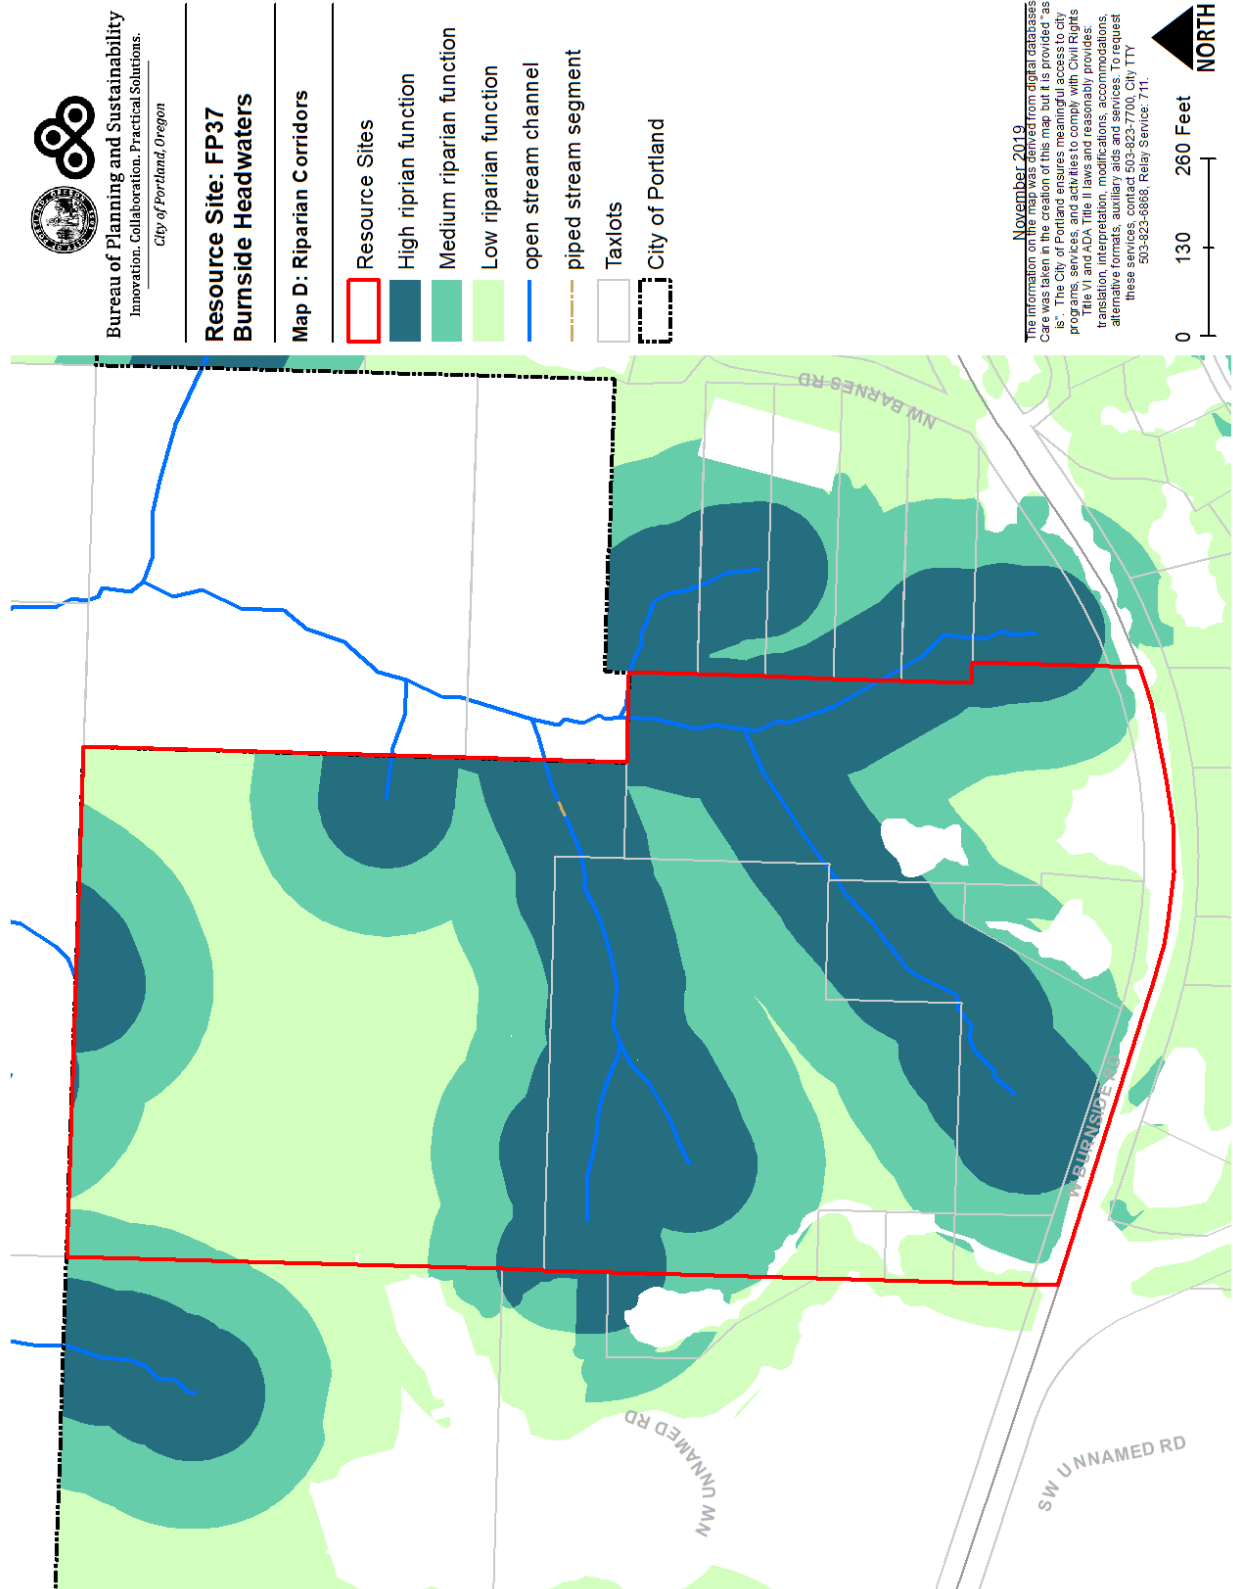 Bureau of Planning and Sustainability
Innovation. Collaboration. Practical Solutions.
City of Portland, Oregon
Resource Site: FP37
Burnside Headwaters
Map D: Riparian Corridors
Resource Sites
High riprian function
Medium riparian function
Low riparian function
open stream channel
piped stream segment
Taxlots
City of Portland
November 2019
The information on the map was derived from digital databases
Care was taken in the creation of this map but it is provided "as
is". The City of Portland ensures meaningful access to city
programs, services, and activities to comply with Civil Rights
Title VI and ADA Title II laws and reasonably provides:
translation, interpretation, modifications, accommodations,
alternative formats, auxiliary aids and services. To request
these services, contact 503-823-7700, City TTY
503-823-6868, Relay Service: 711.
0 130 260 Feet
NORTH
NW BARNES RD
W BURNSIDE RD
NW UNNAMED RD
SW UNNAMED RD